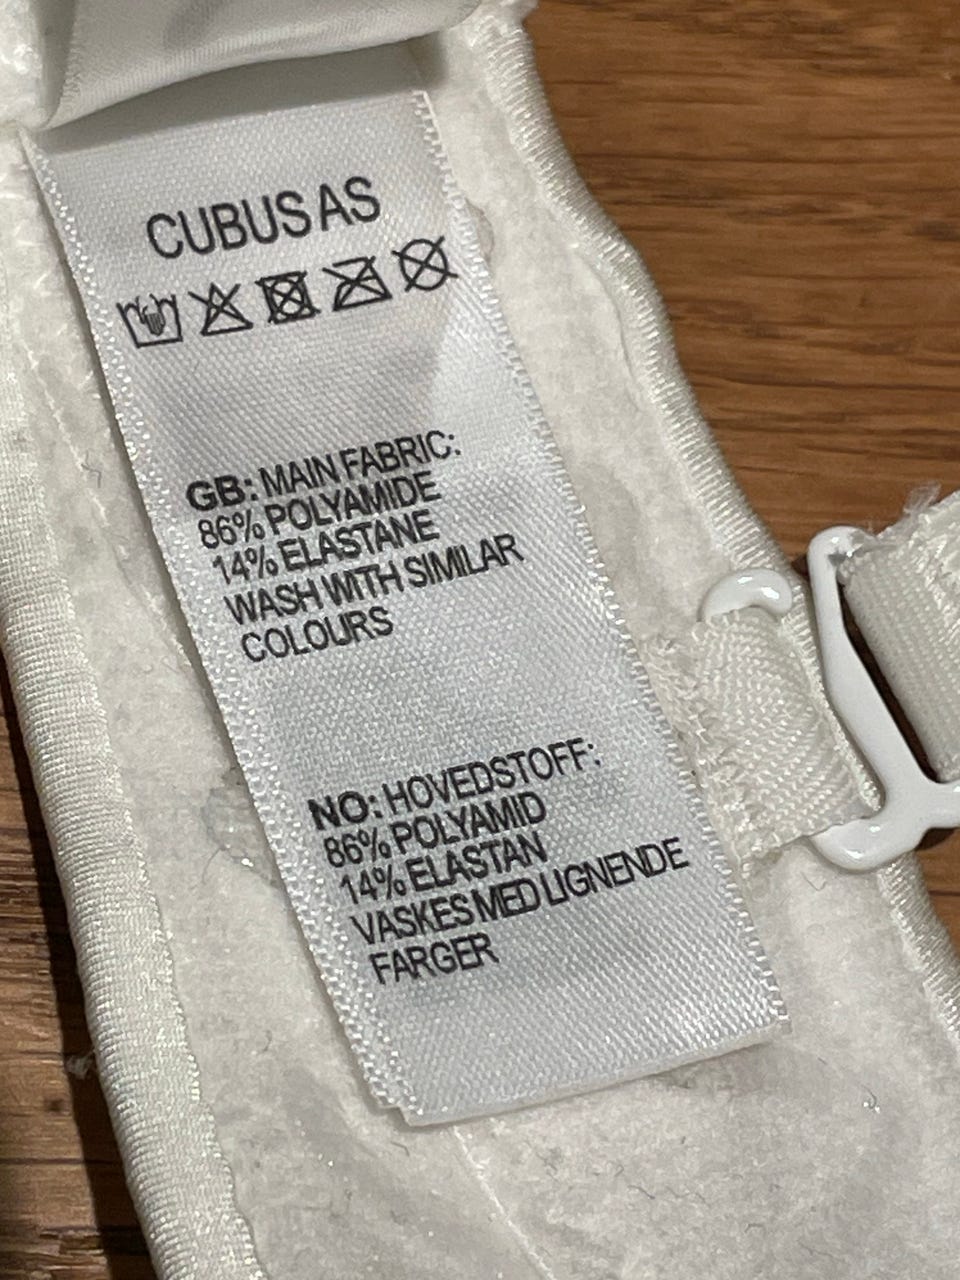 CUBUS AS
GB: MAIN FABRIC:
86% POLYAMIDE
14% ELASTANE
WASH WITH SIMILAR
COLOURS
NO: HOVEDSTOFF:
86% POLYAMID
14% ELASTAN
VASKES MED LIGNENDE
FARGER